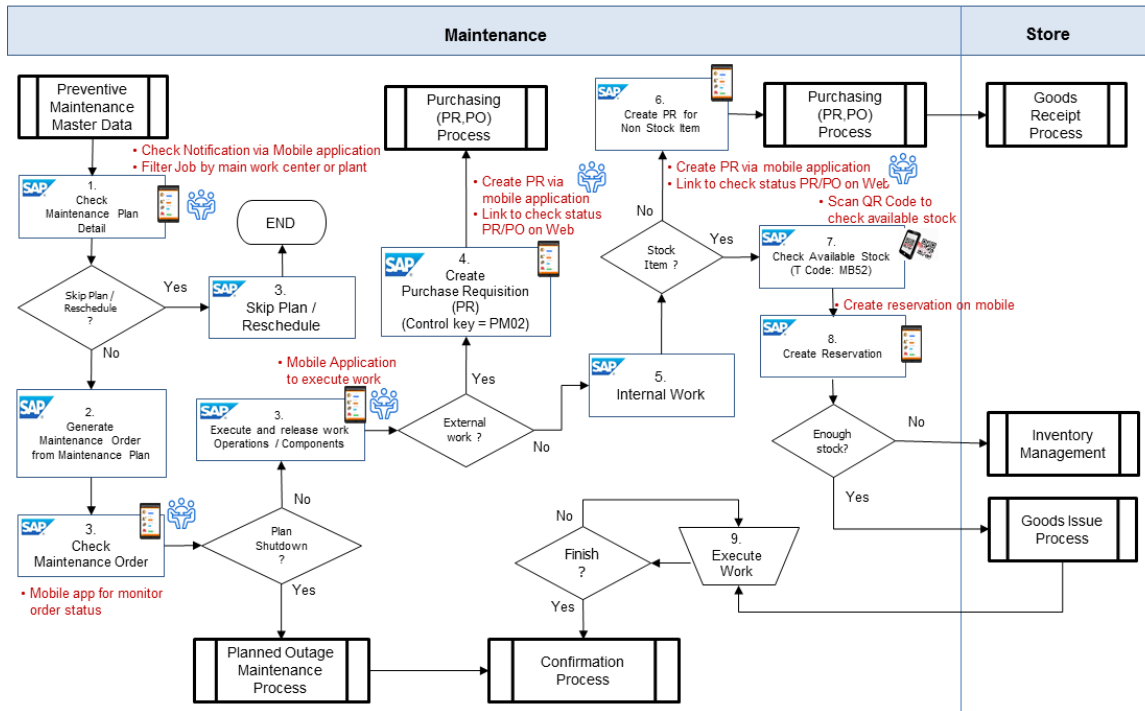 Maintenance
Store
Preventive
Maintenance
Master Data
• Check Notification via Mobile application
• Filter Job by main work center or plant
SAP
1.
Check
Maintenance Plan
Detail
Skip Plan /
Reschedule
?
Yes
No
SAP
3.
Skip Plan /
Reschedule
END
SAP
2.
Generate
Maintenance Order
from Maintenance Plan
SAP
3.
Check
Maintenance Order
• Mobile app for monitor
order status
Plan
Shutdown
?
No
Yes
Planned Outage
Maintenance
Process
SAP
3.
Execute and release work
Operations / Components
• Mobile Application
to execute work
External
work ?
Yes
No
SAP
4.
Create
Purchase Requisition
(PR)
(Control key = PM02)
• Create PR via
mobile application
• Link to check status
PR/PO on Web
Purchasing
(PR,PO)
Process
SAP
5.
Internal Work
Stock
Item ?
No
Yes
SAP
6.
Create PR for
Non Stock Item
• Create PR via mobile application
• Link to check status PR/PO on Web
Purchasing
(PR,PO)
Process
Goods
Receipt
Process
• Scan QR Code to
check available stock
SAP
7.
Check Available Stock
(T Code: MB52)
• Create reservation on mobile
SAP
8.
Create Reservation
Enough
stock?
No
Yes
Inventory
Management
Goods Issue
Process
9.
Execute
Work
Finish
?
No
Yes
Confirmation
Process